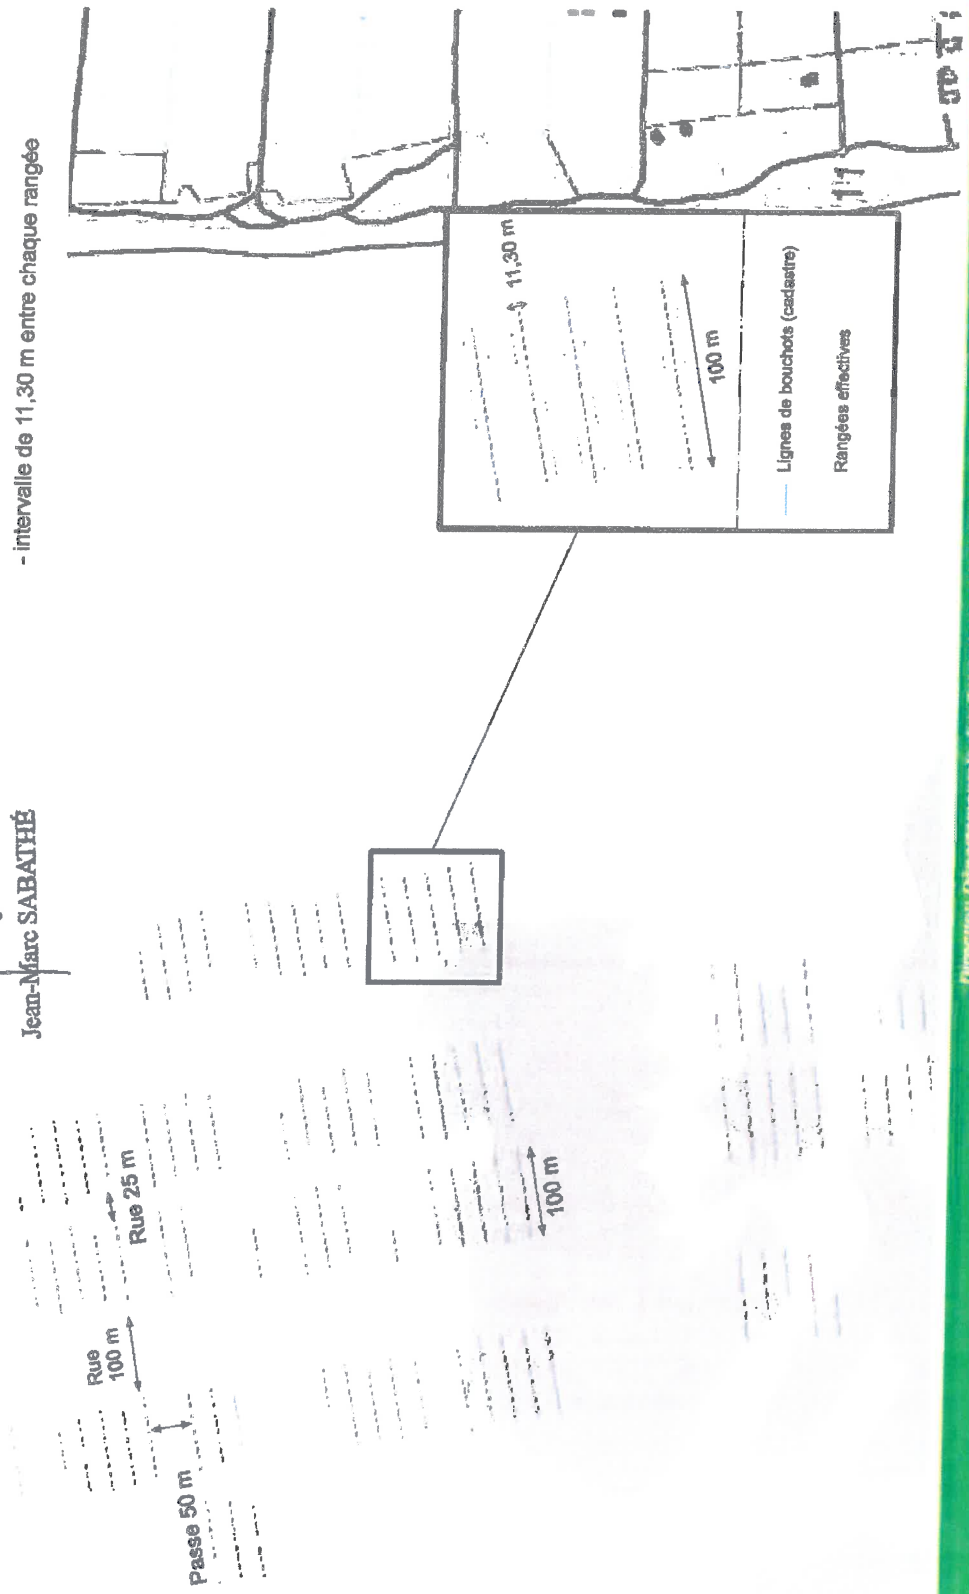 - intervalle de 11,30 m entre chaque rangée
Jean-Marc SABATHÉ
11,30 m
100 m
Lignes de bouchots (cadastre)
Rangées effectives
Rue 25 m
Rue
100 m
100 m
Passe 50 m